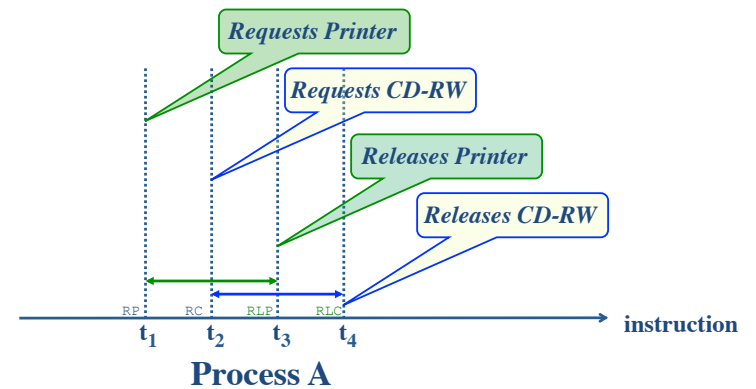 Requests Printer
Requests CD-RW
Releases Printer
Releases CD-RW
RP RC RLP RLC
t1 t2 t3 t4
instruction
Process A